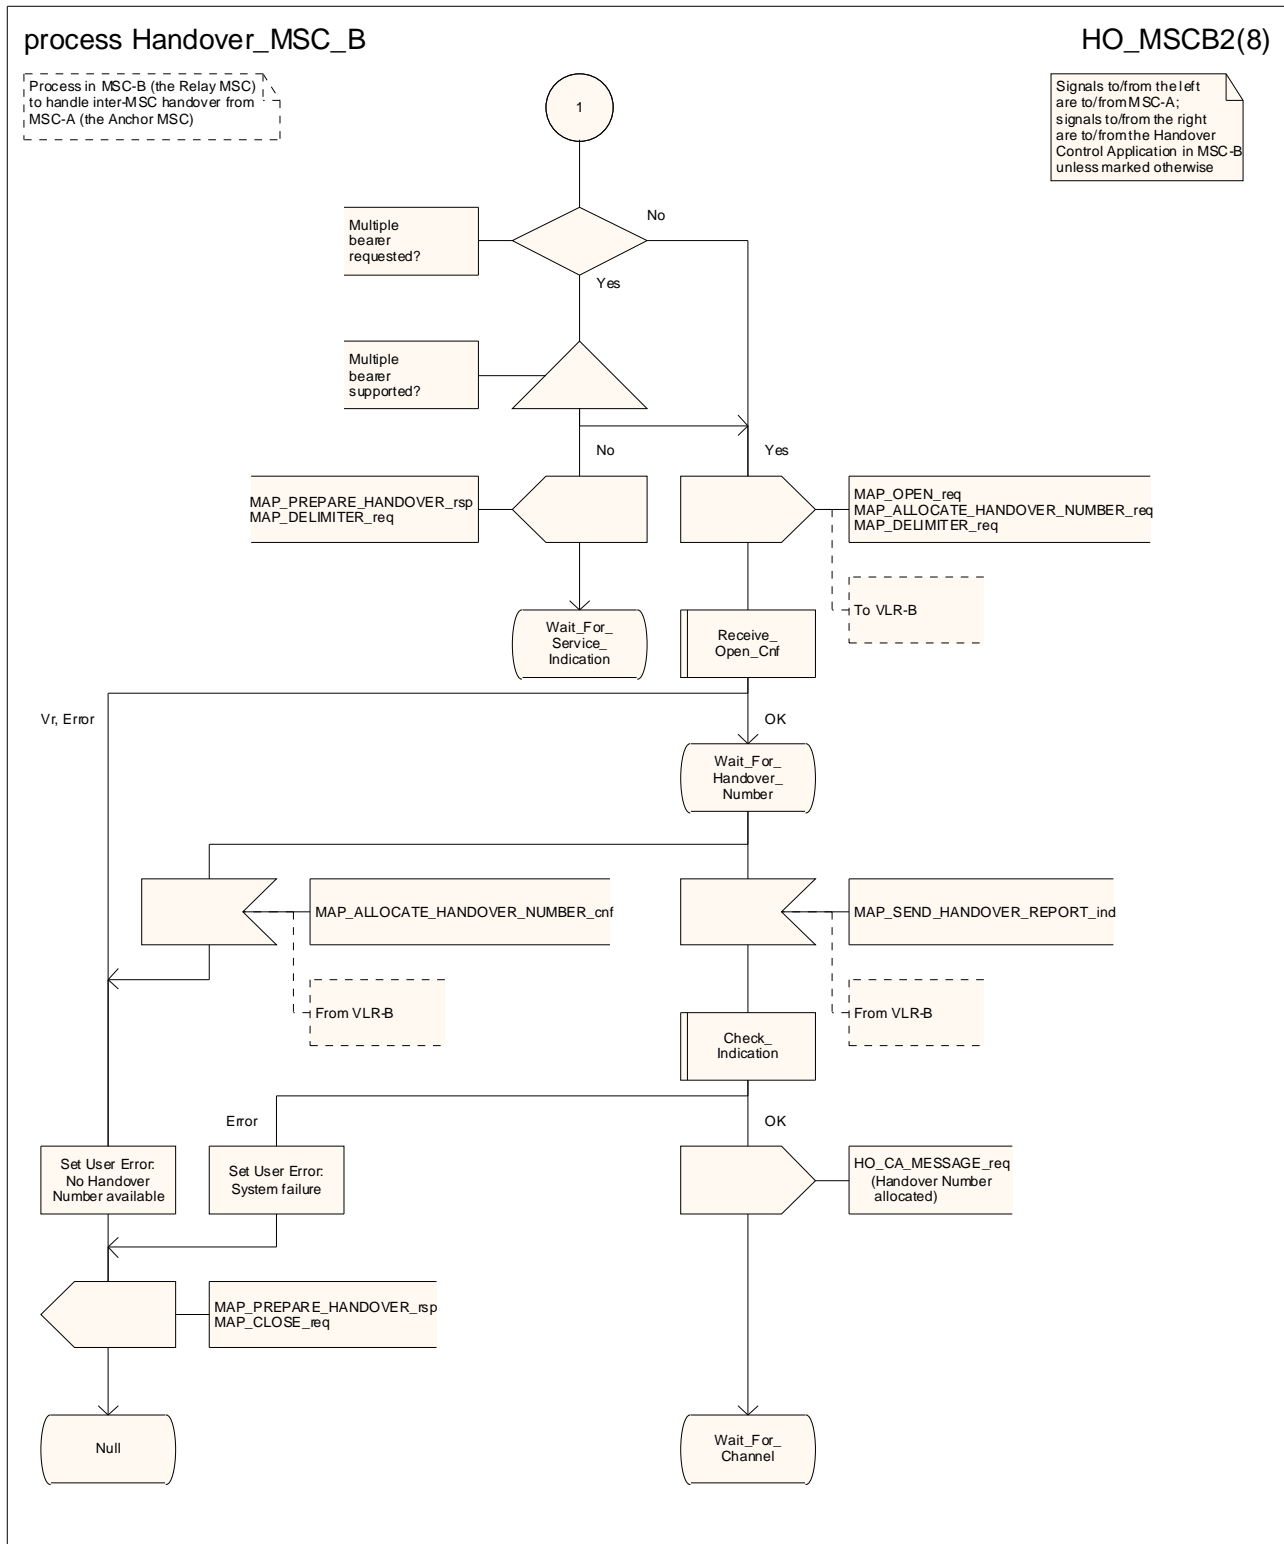 process Handover_MSC_B
HO_MSCB2(8)
Process in MSC-B (the Relay MSC)
to handle inter-MSC handover from
MSC-A (the Anchor MSC)
1
Signals to/from the left
are to/from MSC-A;
signals to/from the right
are to/from the Handover
Control Application in MSC-B
unless marked otherwise
Multiple
bearer
requested?
No
Yes
Multiple
bearer
supported?
No
Yes
MAP_PREPARE_HANDOVER_rsp
MAP_DELIMITER_req
MAP_OPEN_req
MAP_ALLOCATE_HANDOVER_NUMBER_req
MAP_DELIMITER_req
To VLR-B
Wait_For_
Service_
Indication
Receive_
Open_Cnf
Vr, Error
OK
Wait_For_
Handover_
Number
MAP_ALLOCATE_HANDOVER_NUMBER_cnf
MAP_SEND_HANDOVER_REPORT_ind
From VLR-B
From VLR-B
Check_
Indication
Error
OK
Set User Error:
No Handover
Number available
Set User Error:
System failure
HO_CA_MESSAGE_req
(Handover Number
allocated)
MAP_PREPARE_HANDOVER_rsp
MAP_CLOSE_req
Null
Wait_For_
Channel